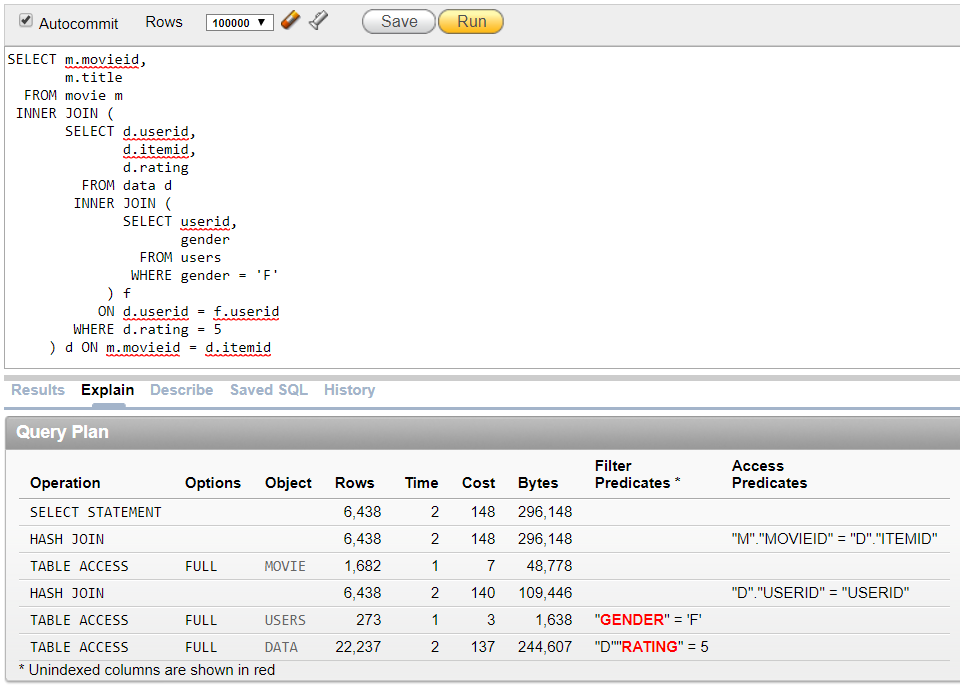 Autocommit Rows 100000 ▼ Save Run
SELECT m.movieid,
       m.title
  FROM movie m
 INNER JOIN (
       SELECT d.userid,
              d.itemid,
              d.rating
         FROM data d
        INNER JOIN (
              SELECT userid,
                     gender
                FROM users
               WHERE gender = 'F'
            ) f
           ON d.userid = f.userid
        WHERE d.rating = 5
     ) d ON m.movieid = d.itemid
Results Explain Describe Saved SQL History
Query Plan
Operation Options Object Rows Time Cost Bytes Filter Predicates * Access Predicates
SELECT STATEMENT 6,438 2 148 296,148
HASH JOIN 6,438 2 148 296,148 "M"."MOVIEID" = "D"."ITEMID"
TABLE ACCESS FULL MOVIE 1,682 1 7 48,778
HASH JOIN 6,438 2 140 109,446 "D"."USERID" = "USERID"
TABLE ACCESS FULL USERS 273 1 3 1,638 "GENDER" = 'F'
TABLE ACCESS FULL DATA 22,237 2 137 244,607 "D""RATING" = 5
* Unindexed columns are shown in red